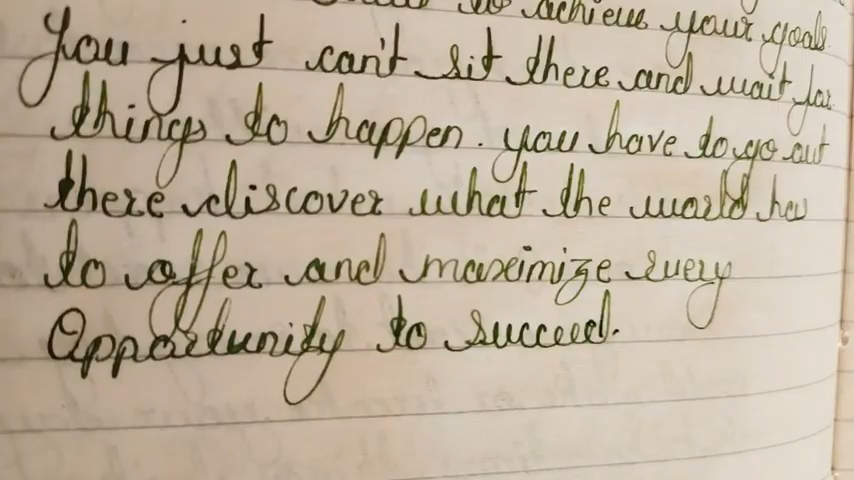 to achieve your goals.
You just can't sit there and wait for
things to happen. you have to go out
there discover what the world has
to offer and maximize every
Opportunity to succeed.